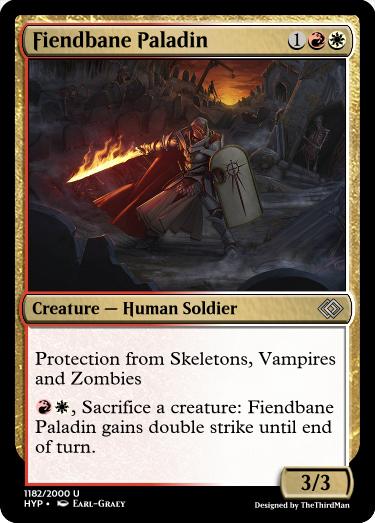 Fiendbane Paladin 1
Creature — Human Soldier
Protection from Skeletons, Vampires
and Zombies
, Sacrifice a creature: Fiendbane
Paladin gains double strike until end
of turn.
3/3
1182/2000 U
HYP • Earl-Graey
Designed by TheThirdMan